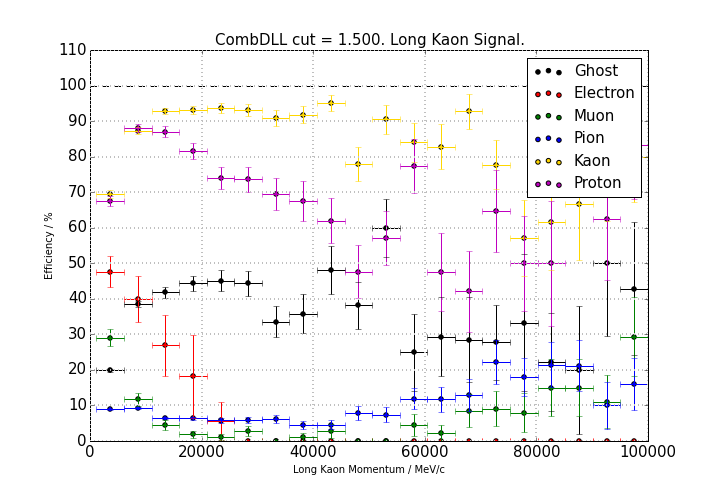 CombDLL cut = 1.500. Long Kaon Signal.
110
100
90
80
70
60
50
40
30
20
10
0
Efficiency / %
Ghost
Electron
Muon
Pion
Kaon
Proton
0 20000 40000 60000 80000 100000
Long Kaon Momentum / MeV/c